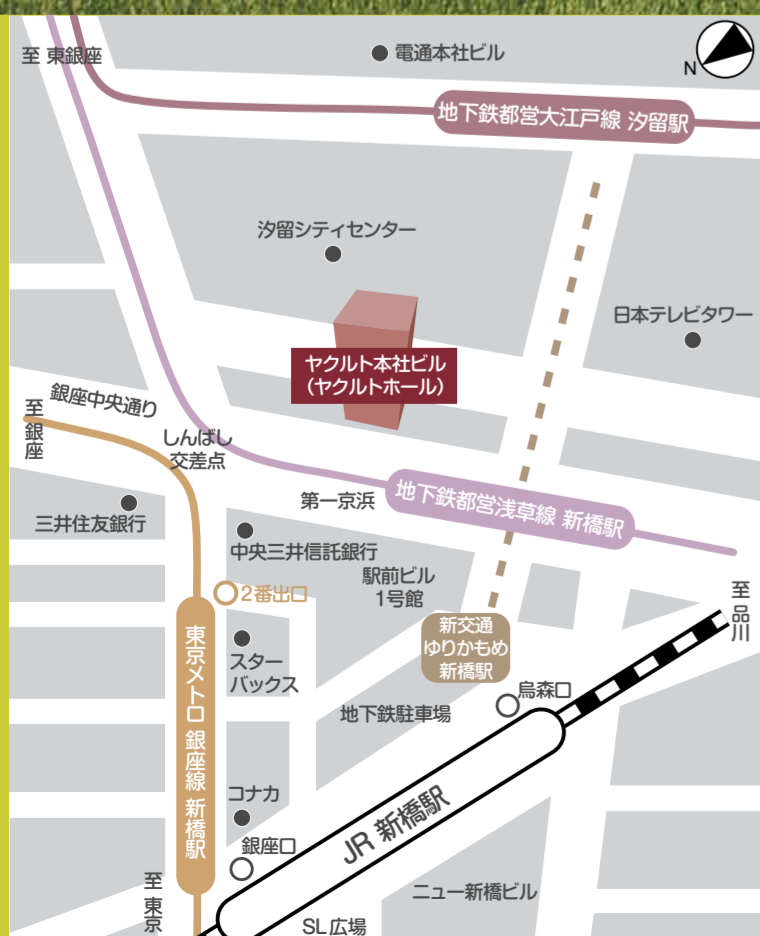 至 東銀座
電通本社ビル
N
地下鉄都営大江戸線 汐留駅
汐留シティセンター
日本テレビタワー
ヤクルト本社ビル
（ヤクルトホール）
至 銀座
銀座中央通り
しんばし
交差点
第一京浜
地下鉄都営浅草線 新橋駅
三井住友銀行
中央三井信託銀行
駅前ビル
1号館
2番出口
至 品川
新交通
ゆりかもめ
新橋駅
東京メトロ 銀座線 新橋駅
スター
バックス
烏森口
地下鉄駐車場
コナカ
JR 新橋駅
銀座口
至 東京
ニュー新橋ビル
SL広場